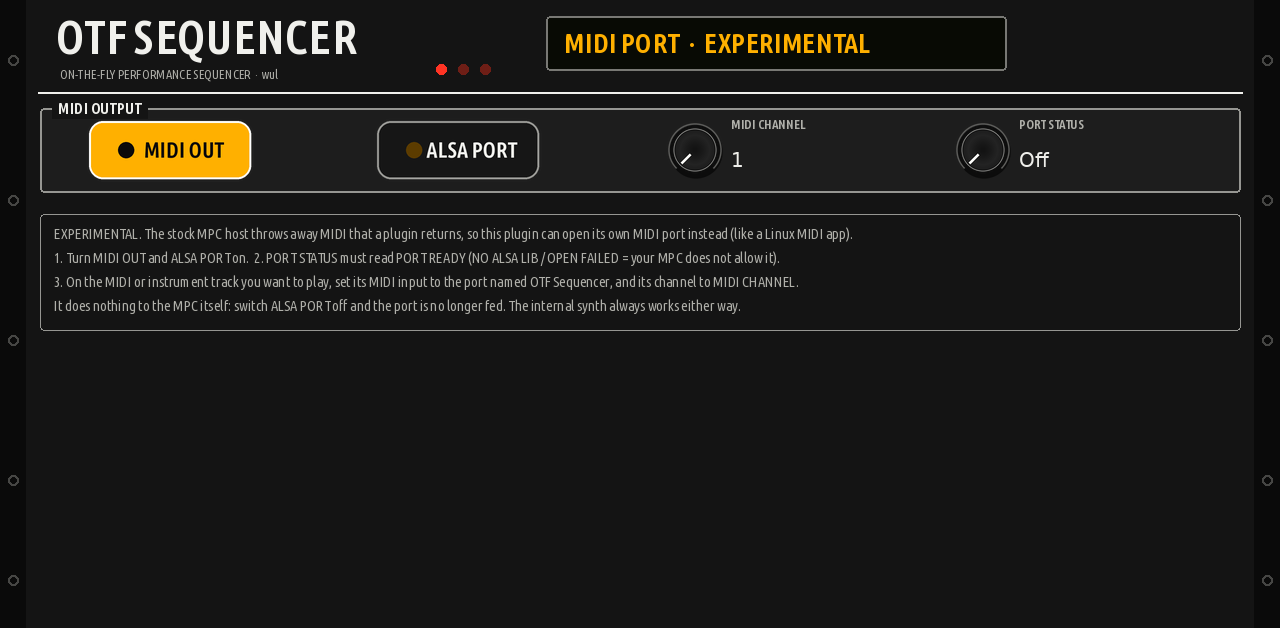 OTF SEQUENCER
MIDI PORT · EXPERIMENTAL
ON-THE-FLY PERFORMANCE SEQUENCER · wul
MIDI OUTPUT
MIDI OUT
ALSA PORT
MIDI CHANNEL
1
PORT STATUS
Off
EXPERIMENTAL. The stock MPC host throws away MIDI that a plugin returns, so this plugin can open its own MIDI port instead (like a Linux MIDI app).
1. Turn MIDI OUT and ALSA PORT on. 2. PORT STATUS must read PORT READY (NO ALSA LIB / OPEN FAILED = your MPC does not allow it).
3. On the MIDI or instrument track you want to play, set its MIDI input to the port named OTF Sequencer, and its channel to MIDI CHANNEL.
It does nothing to the MPC itself: switch ALSA PORT off and the port is no longer fed. The internal synth always works either way.